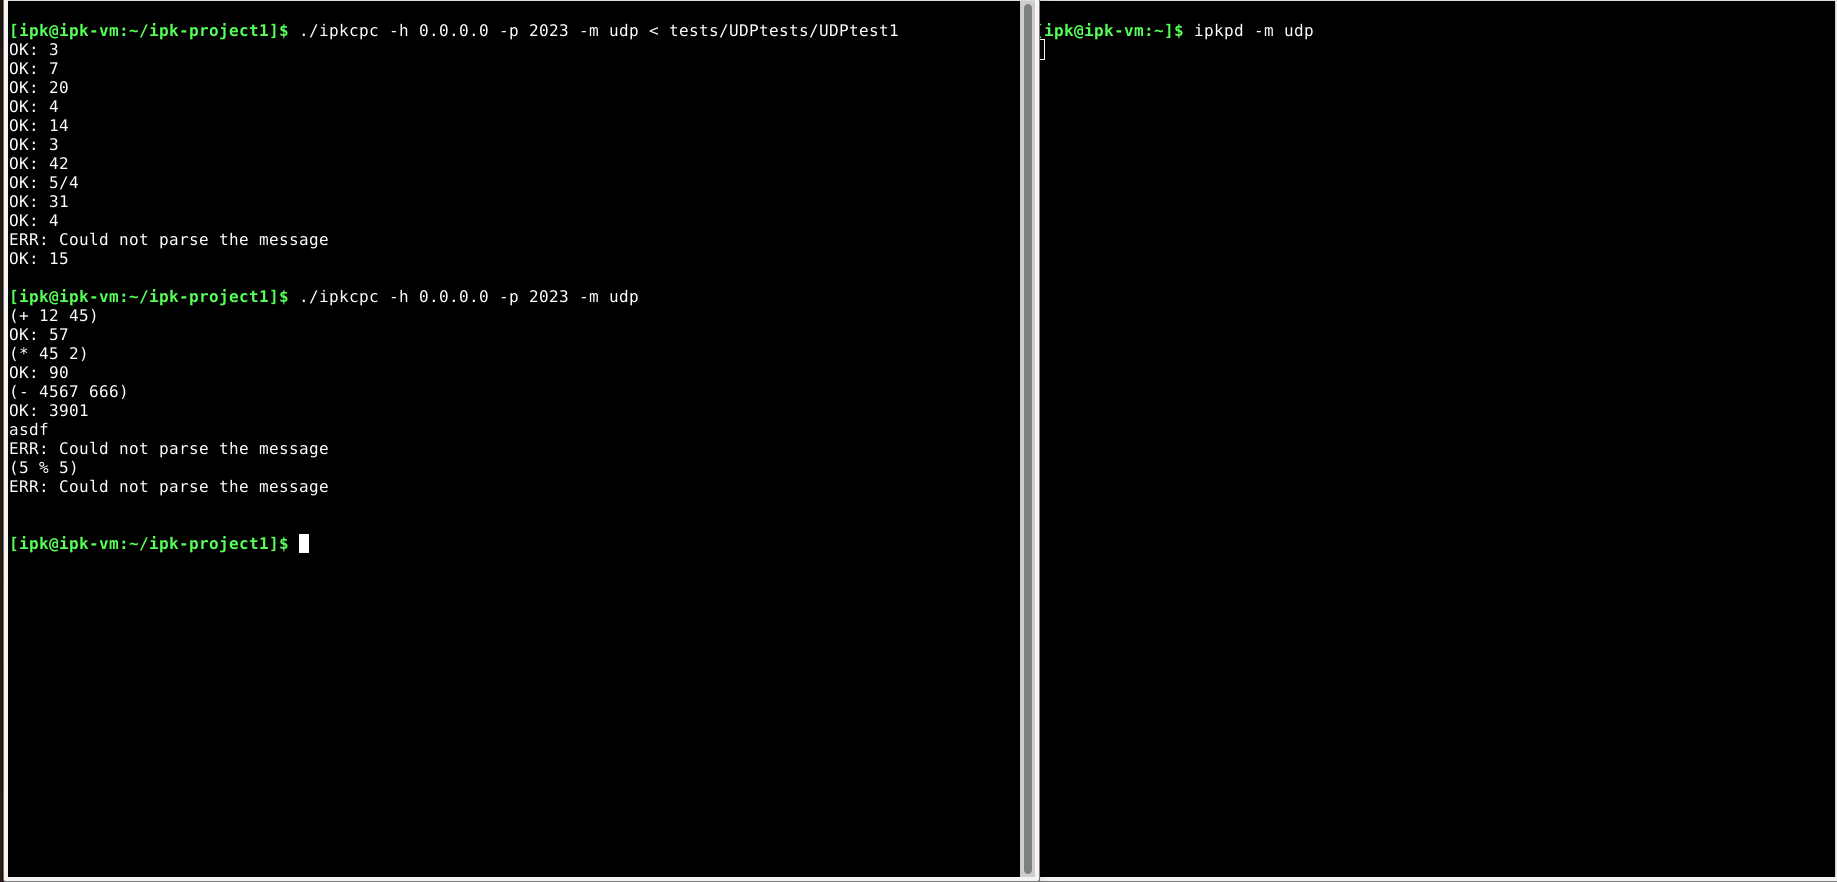 [ipk@ipk-vm:~/ipk-project1]$ ./ipkcpc -h 0.0.0.0 -p 2023 -m udp < tests/UDPtests/UDPtest1
OK: 3
OK: 7
OK: 20
OK: 4
OK: 14
OK: 3
OK: 42
OK: 5/4
OK: 31
OK: 4
ERR: Could not parse the message
OK: 15
[ipk@ipk-vm:~/ipk-project1]$ ./ipkcpc -h 0.0.0.0 -p 2023 -m udp
(+ 12 45)
OK: 57
(* 45 2)
OK: 90
(- 4567 666)
OK: 3901
asdf
ERR: Could not parse the message
(5 % 5)
ERR: Could not parse the message
[ipk@ipk-vm:~/ipk-project1]$
[ipk@ipk-vm:~]$ ipkpd -m udp